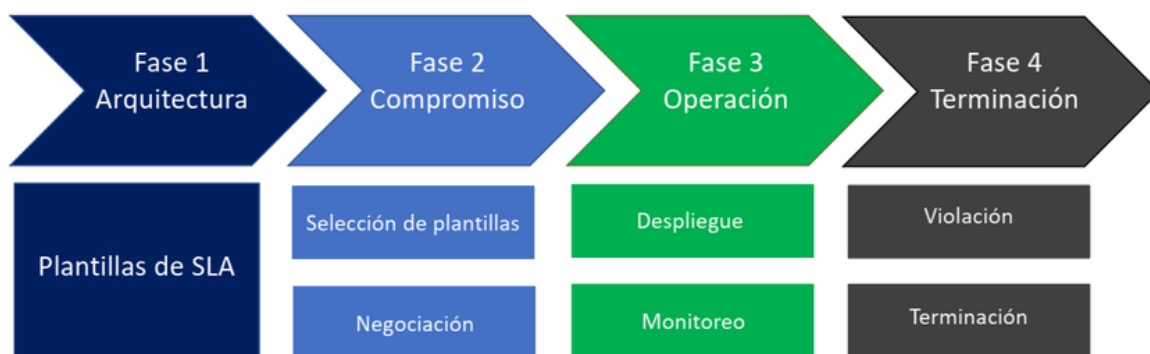 Fase 1
Arquitectura
Fase 2
Compromiso
Fase 3
Operación
Fase 4
Terminación
Plantillas de SLA
Selección de plantillas
Negociación
Despliegue
Monitoreo
Violación
Terminación